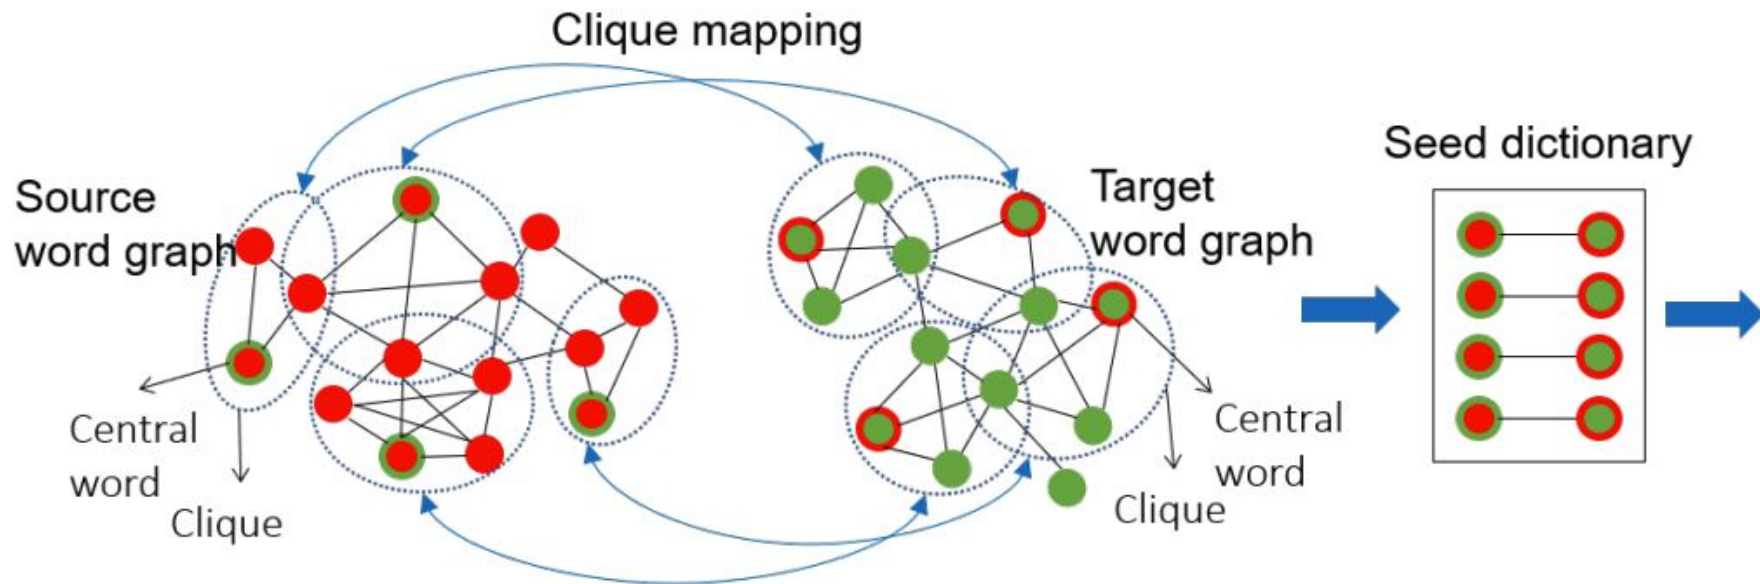 Clique mapping
Source
word graph
Target
word graph
Seed dictionary
Central
word
Clique
Central
word
Clique